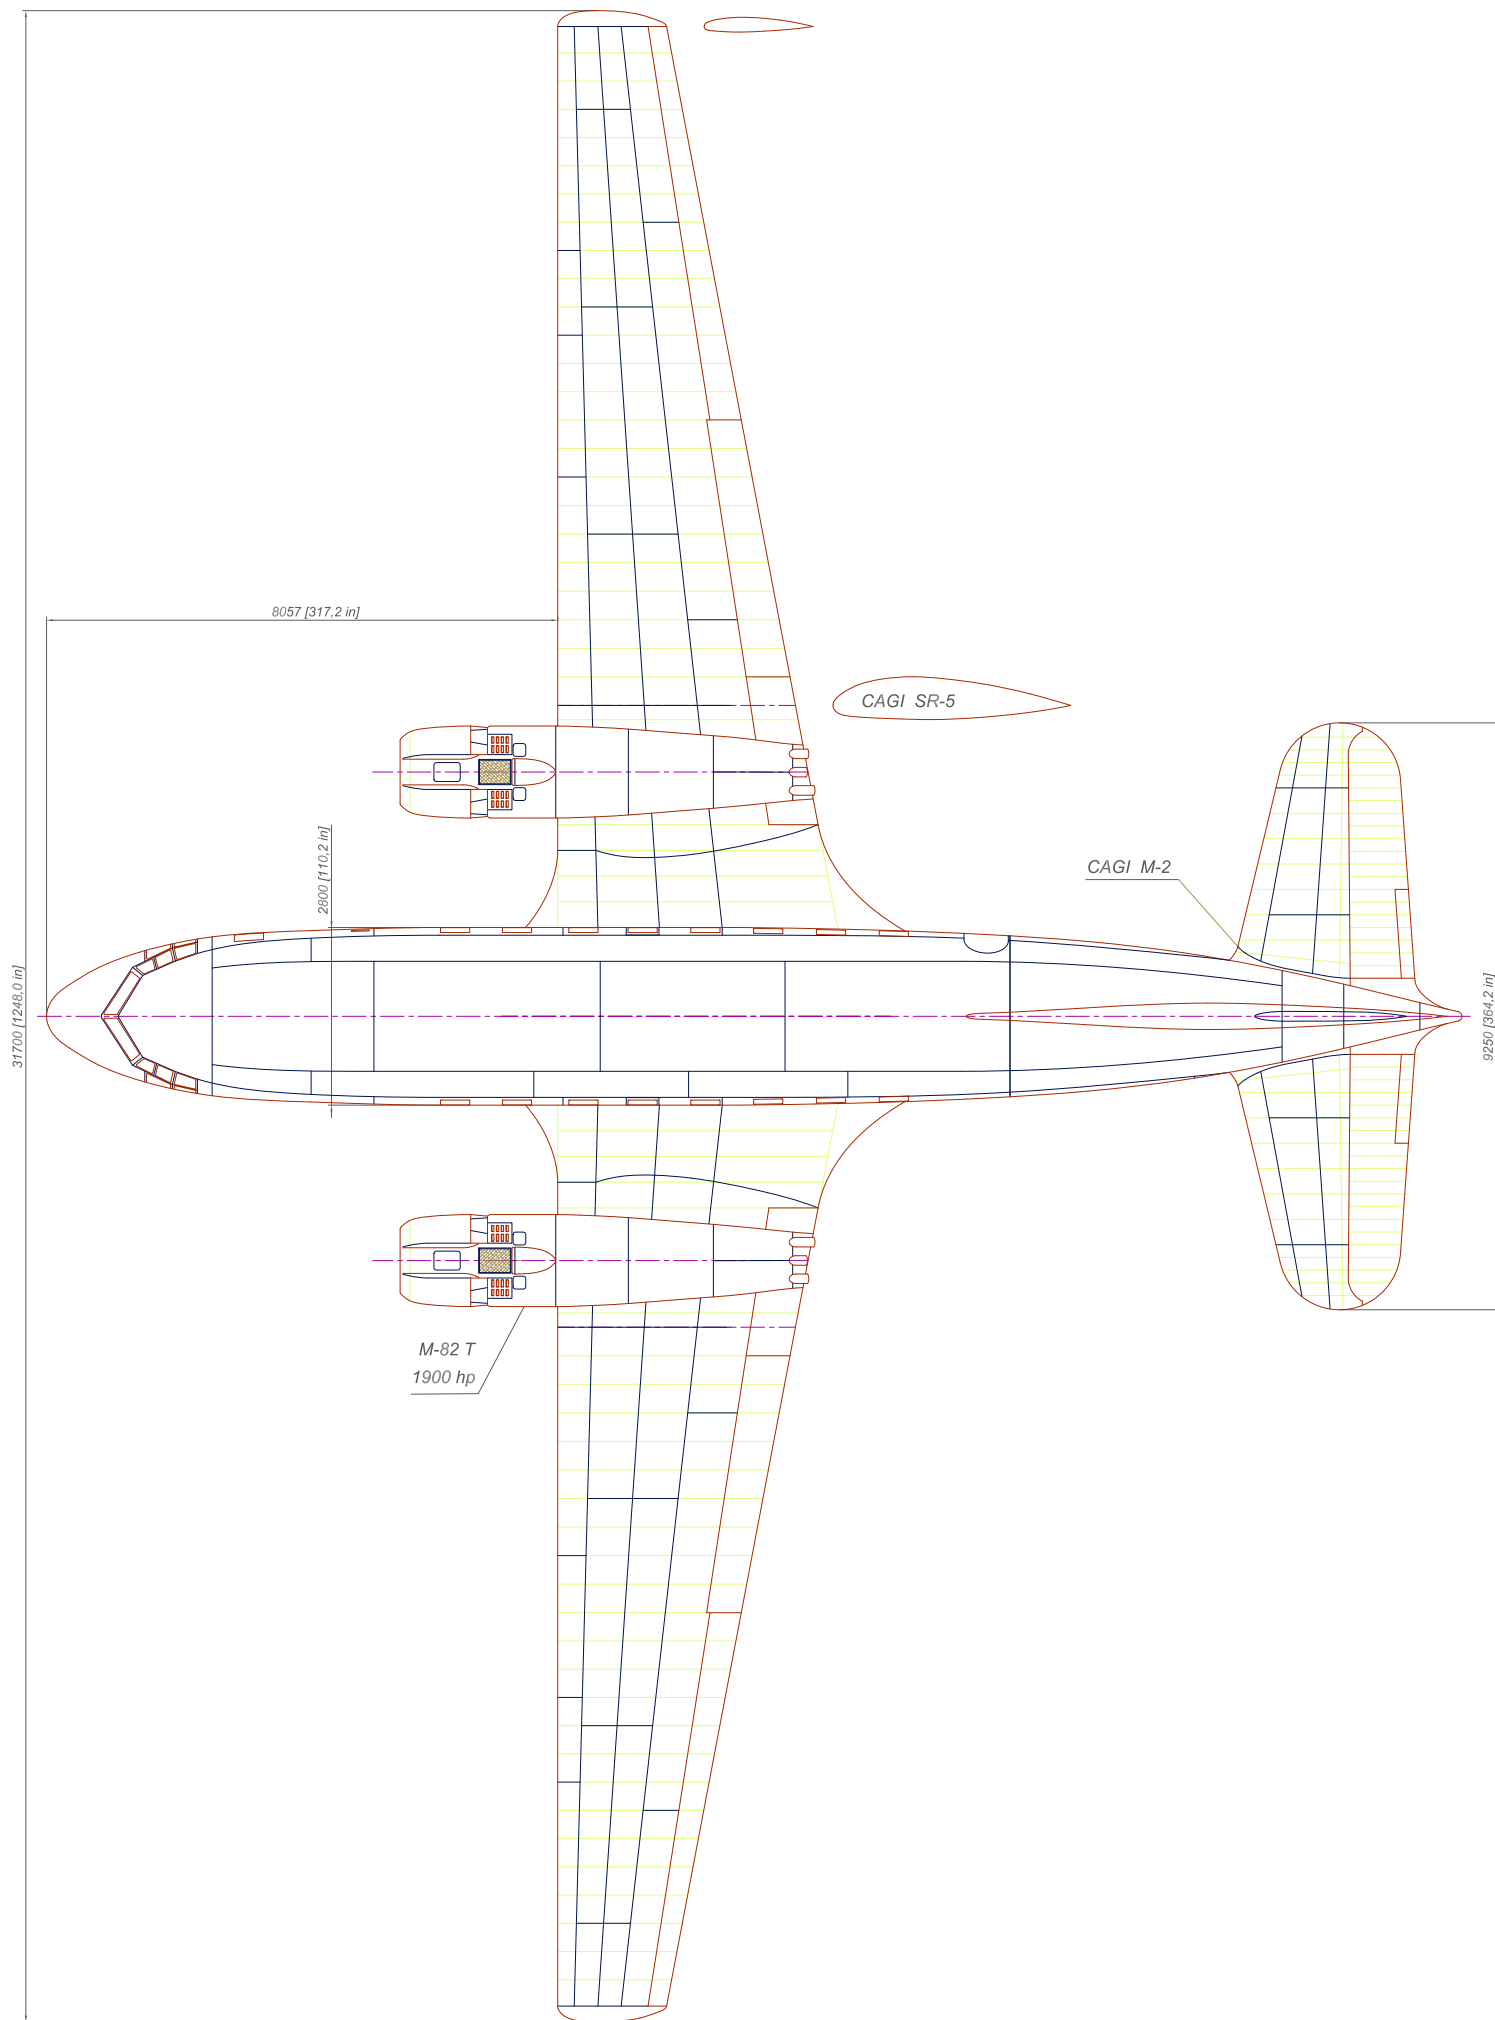 8057 [317,2 in]
CAGI SR-5
2800 [110,2 in]
CAGI M-2
31700 [1248,0 in]
9250 [364,2 in]
M-82 T
1900 hp